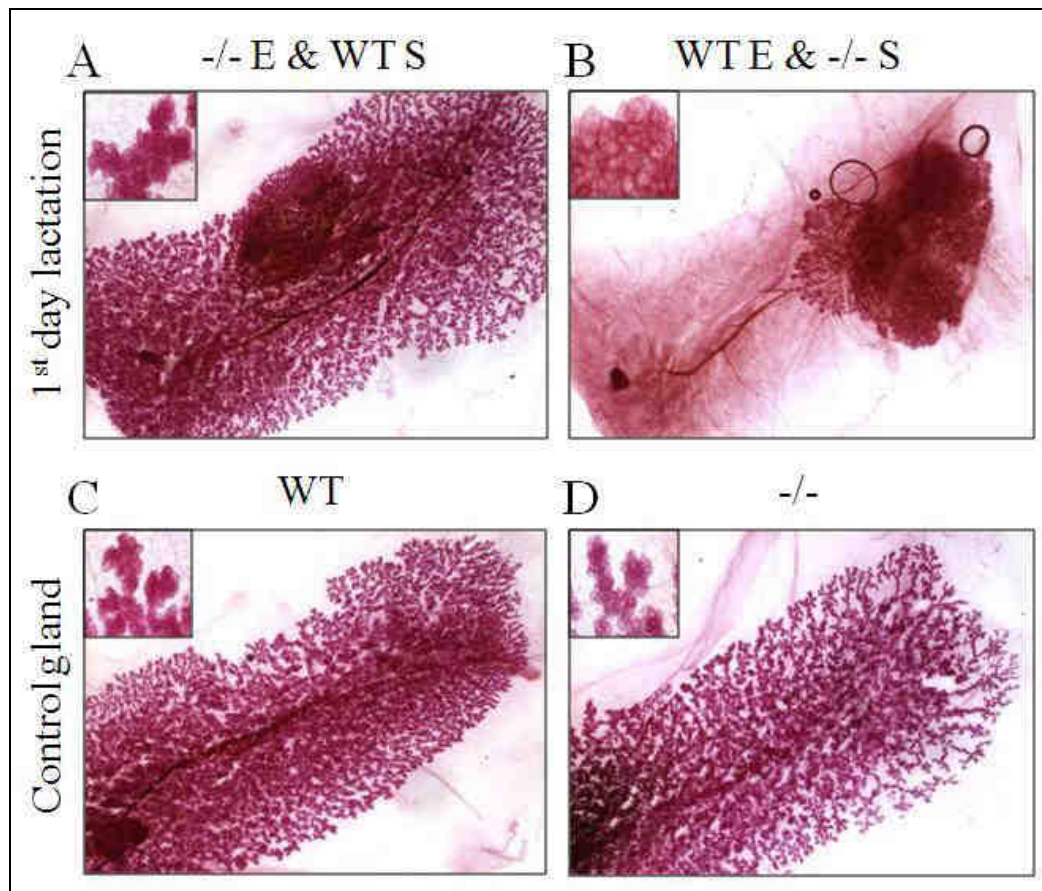 A -/- E & WT S
B WT E & -/- S
1st day lactation
C WT
D -/-
Control gland